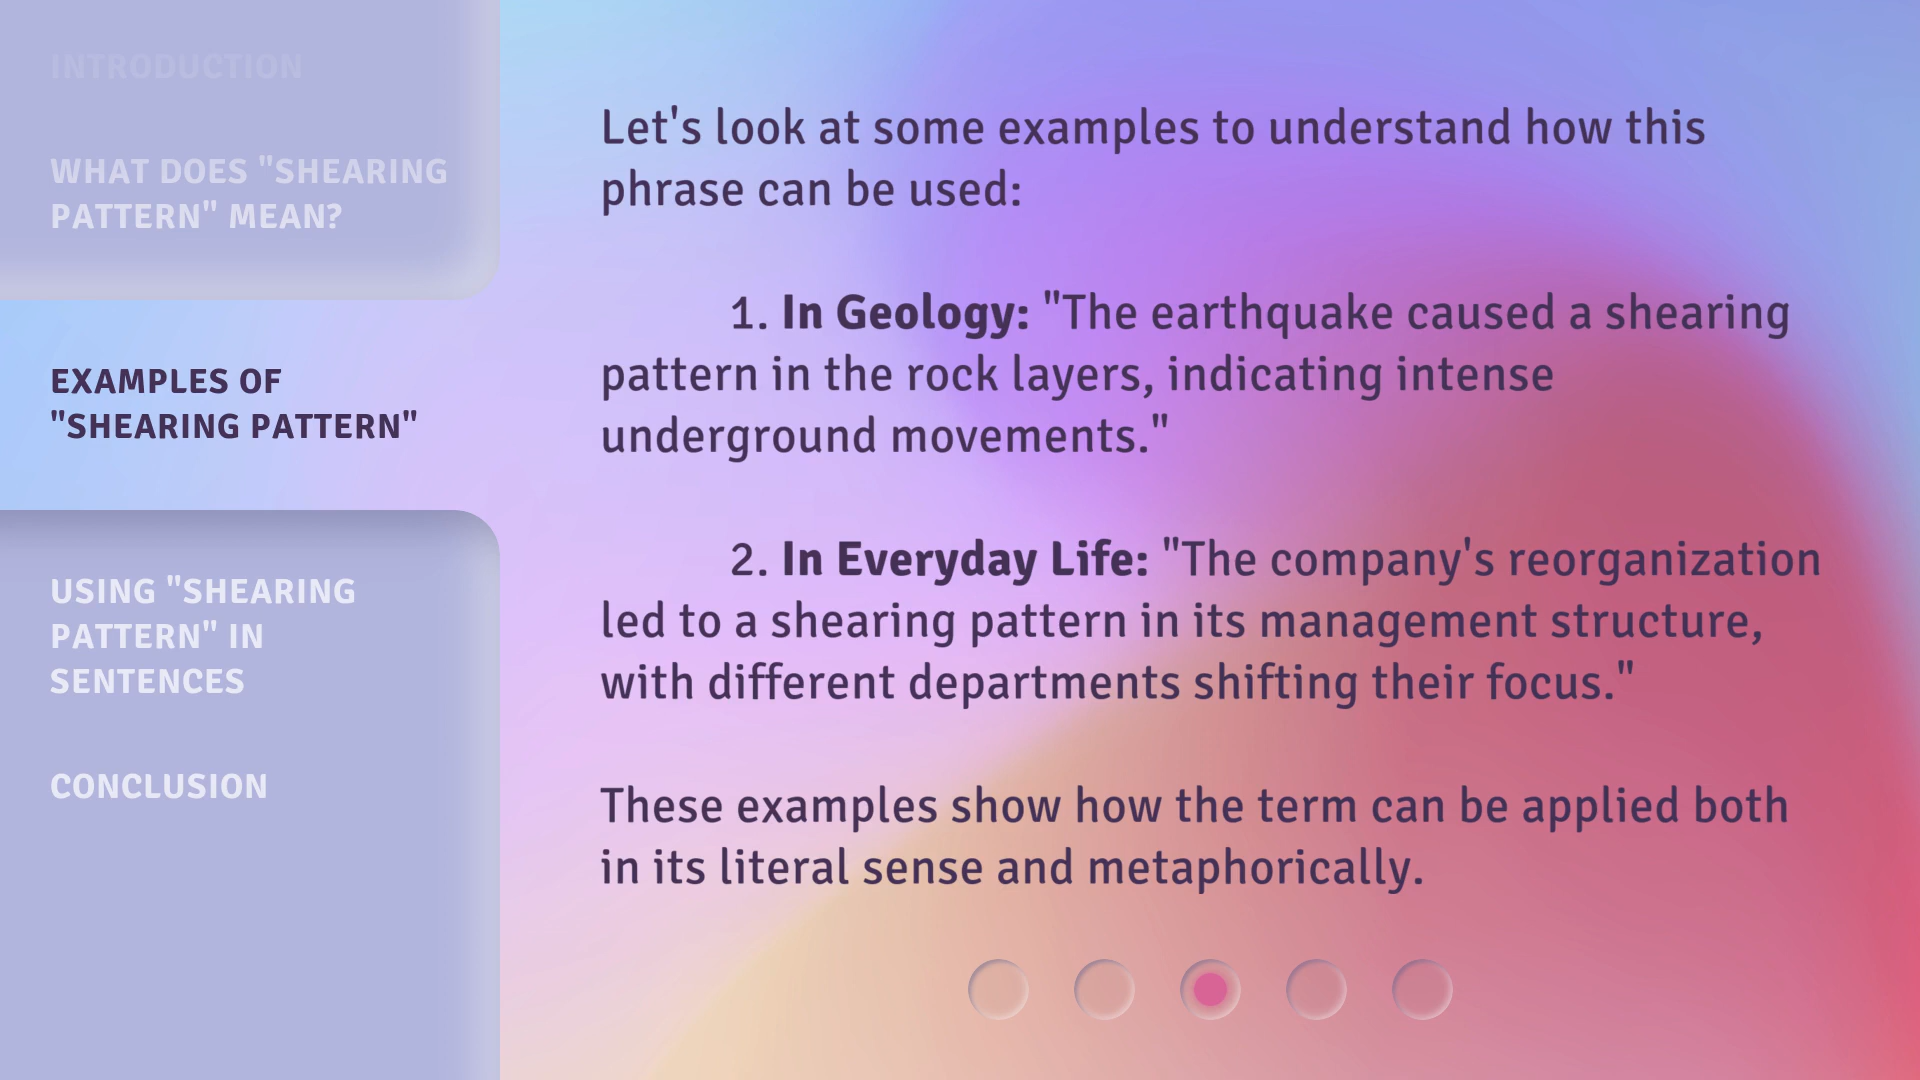 INTRODUCTION
WHAT DOES "SHEARING
PATTERN" MEAN?
EXAMPLES OF
"SHEARING PATTERN"
USING "SHEARING
PATTERN" IN
SENTENCES
CONCLUSION
Let's look at some examples to understand how this
phrase can be used:
1. In Geology: "The earthquake caused a shearing
pattern in the rock layers, indicating intense
underground movements."
2. In Everyday Life: "The company's reorganization
led to a shearing pattern in its management structure,
with different departments shifting their focus."
These examples show how the term can be applied both
in its literal sense and metaphorically.